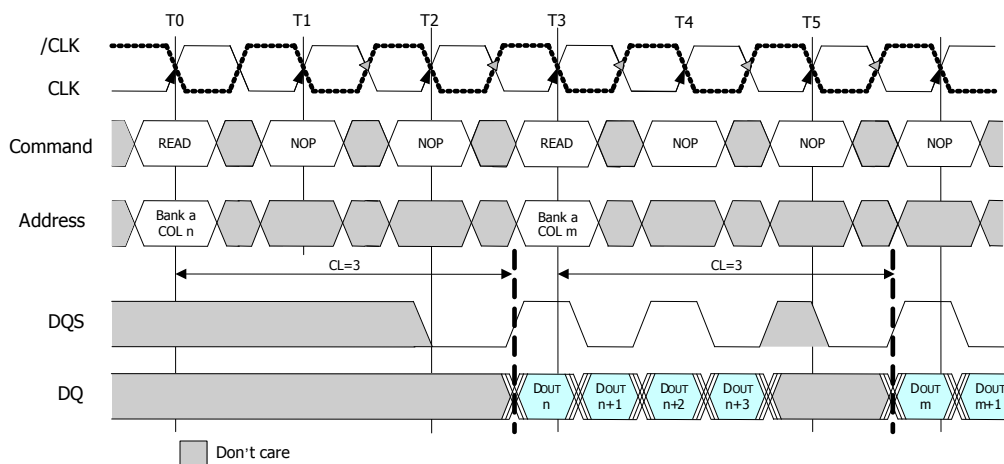 T0 T1 T2 T3 T4 T5
/CLK
CLK
Command READ NOP NOP READ NOP NOP NOP
Address Bank a COL n Bank a COL m
CL=3 CL=3
DQS
DQ DOUT n DOUT n+1 DOUT n+2 DOUT n+3 DOUT m DOUT m+1
Don't care